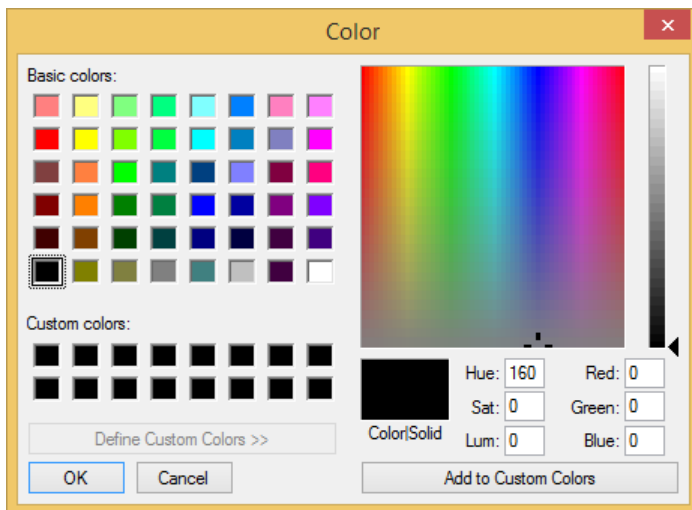 Color
Basic colors:
Custom colors:
Define Custom Colors >>
OK Cancel
Color|Solid
Hue: 160 Red: 0
Sat: 0 Green: 0
Lum: 0 Blue: 0
Add to Custom Colors